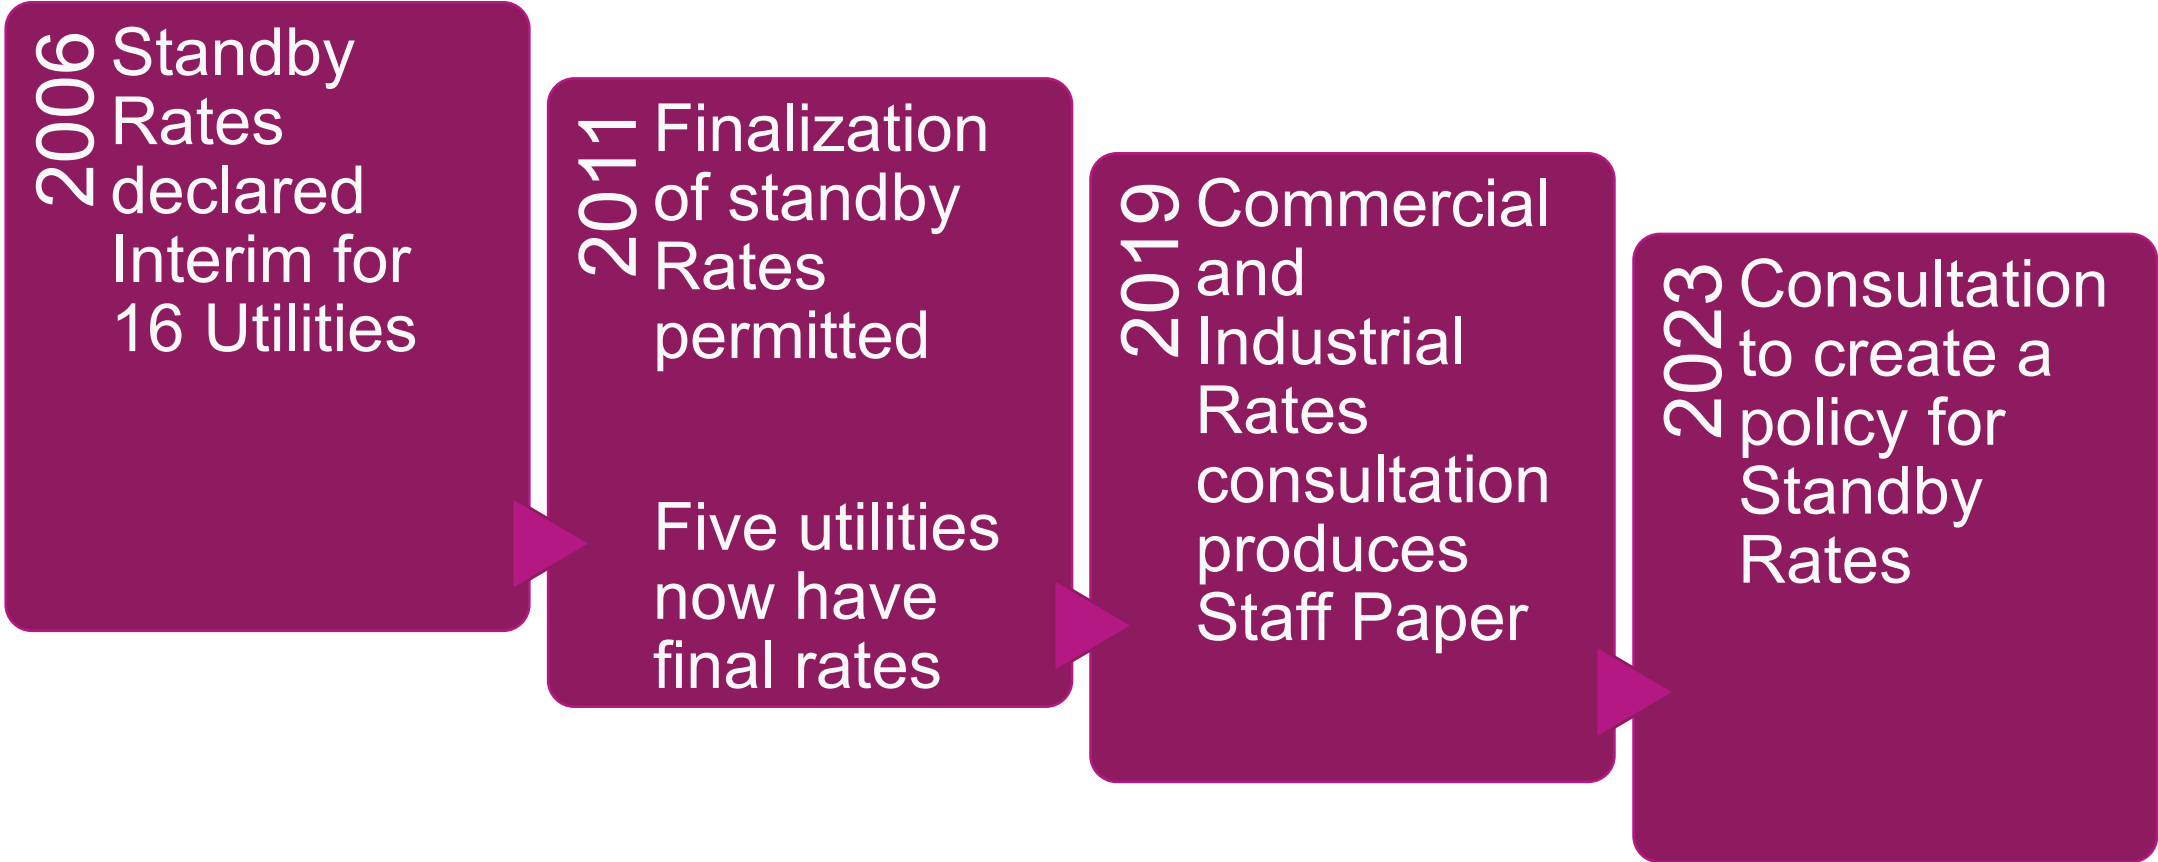 2006
Standby
Rates
declared
Interim for
16 Utilities
2011
Finalization
of standby
Rates
permitted
Five utilities
now have
final rates
2019
Commercial
and
Industrial
Rates
consultation
produces
Staff Paper
2023
Consultation
to create a
policy for
Standby
Rates